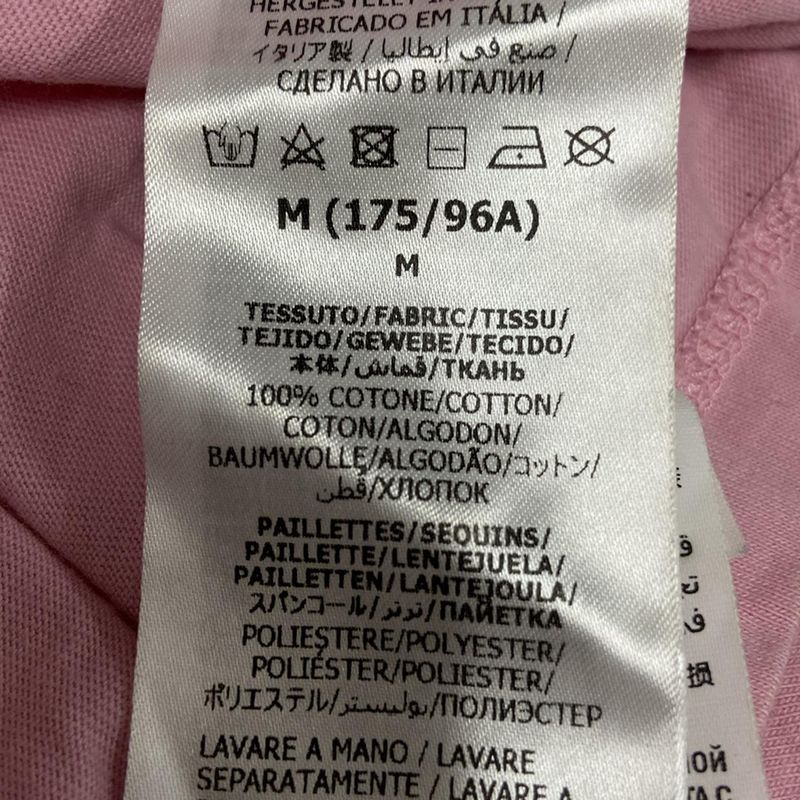 HERGESTELLT IN
FABRICADO EM ITÁLIA /
イタリア製 / صنع في إيطاليا /
СДЕЛАНО В ИТАЛИИ
M (175/96A)
M
TESSUTO/FABRIC/TISSU/
TEJIDO/GEWEBE/TECIDO/
本体/قماش/ТКАНЬ
100% COTONE/COTTON/
COTON/ALGODON/
BAUMWOLLE/ALGODÃO/コットン/
قطن/ХЛОПОК
PAILLETTES/SEQUINS/
PAILLETTE/LENTEJUELA/
PAILLETTEN/LANTEJOULA/
スパンコール/ترتر/ПАЙЕТКА
POLIESTERE/POLYESTER/
POLIÉSTER/POLIESTER/
ポリエステル/بوليستر/ПОЛИЭСТЕР
LAVARE A MANO / LAVARE
SEPARATAMENTE / LAVARE A
损